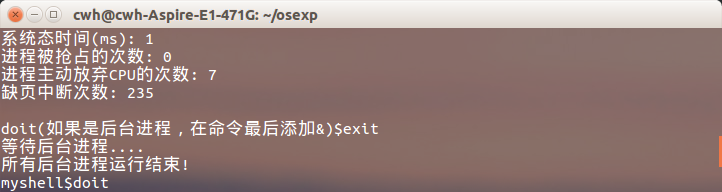 cwh@cwh-Aspire-E1-471G: ~/osexp
系统态时间(ms): 1
进程被抢占的次数: 0
进程主动放弃CPU的次数: 7
缺页中断次数: 235
doit(如果是后台进程，在命令最后添加&)$exit
等待后台进程....
所有后台进程运行结束!
myshell$doit